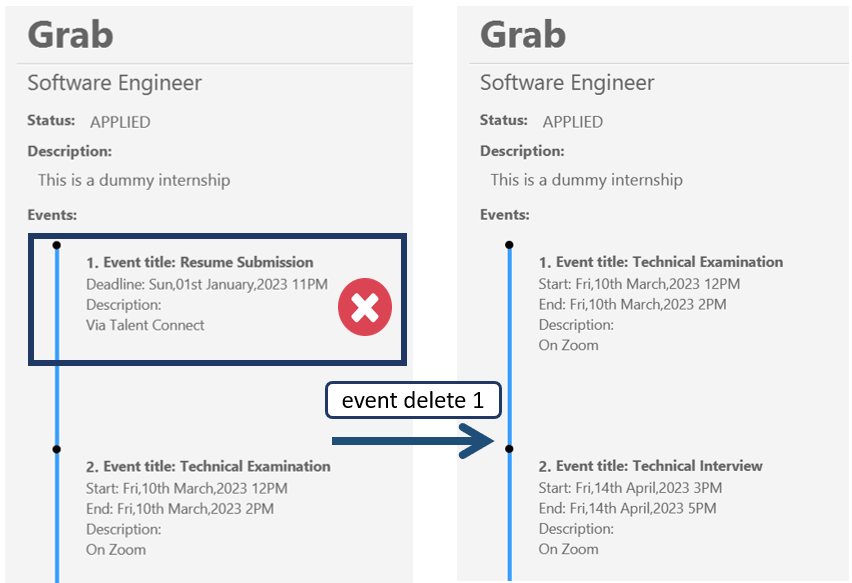 Grab
Software Engineer
Status: APPLIED
Description:
This is a dummy internship
Events:
1. Event title: Resume Submission
Deadline: Sun,01st January,2023 11PM
Description:
Via Talent Connect
2. Event title: Technical Examination
Start: Fri,10th March,2023 12PM
End: Fri,10th March,2023 2PM
Description:
On Zoom
event delete 1
Grab
Software Engineer
Status: APPLIED
Description:
This is a dummy internship
Events:
1. Event title: Technical Examination
Start: Fri,10th March,2023 12PM
End: Fri,10th March,2023 2PM
Description:
On Zoom
2. Event title: Technical Interview
Start: Fri,14th April,2023 3PM
End: Fri,14th April,2023 5PM
Description:
On Zoom